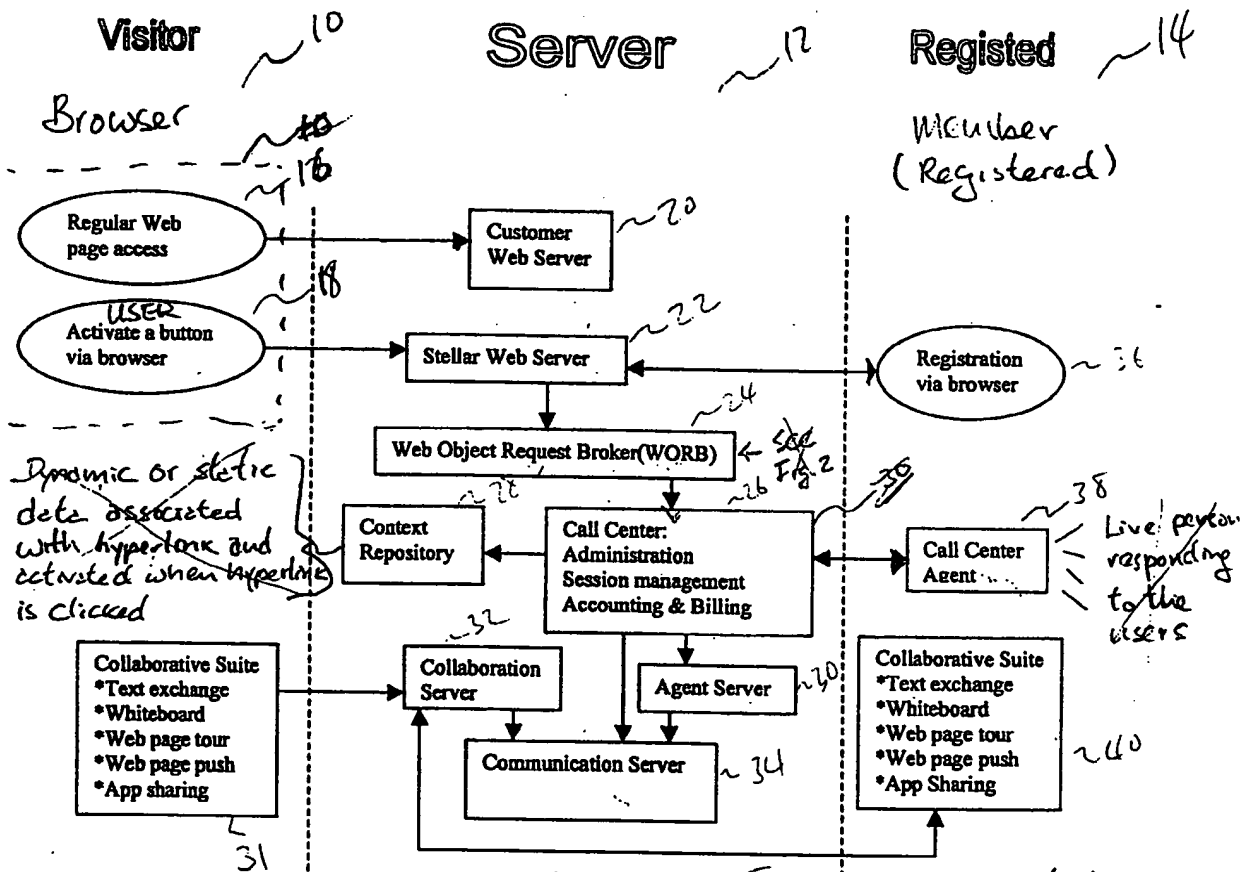 Visitor
10
Server
12
Registed
14
Browser
10
Member
(Registered)
16
Regular Web
page access
Customer
Web Server
20
18
USER
Activate a button
via browser
22
Stellar Web Server
Registration
via browser
36
24
Web Object Request Broker(WORB)
see
Fig. 2
Dynamic or static
data associated
with hyperlink and
activated when hyperlink
is clicked
Context
Repository
26
Call Center:
Administration
Session management
Accounting & Billing
38
Call Center
Agent
Live person
responding
to the
users
32
Collaborative Suite
*Text exchange
*Whiteboard
*Web page tour
*Web page push
*App sharing
31
Collaboration
Server
Agent Server
30
Communication Server
34
Collaborative Suite
*Text exchange
*Whiteboard
*Web page tour
*Web page push
*App Sharing
40